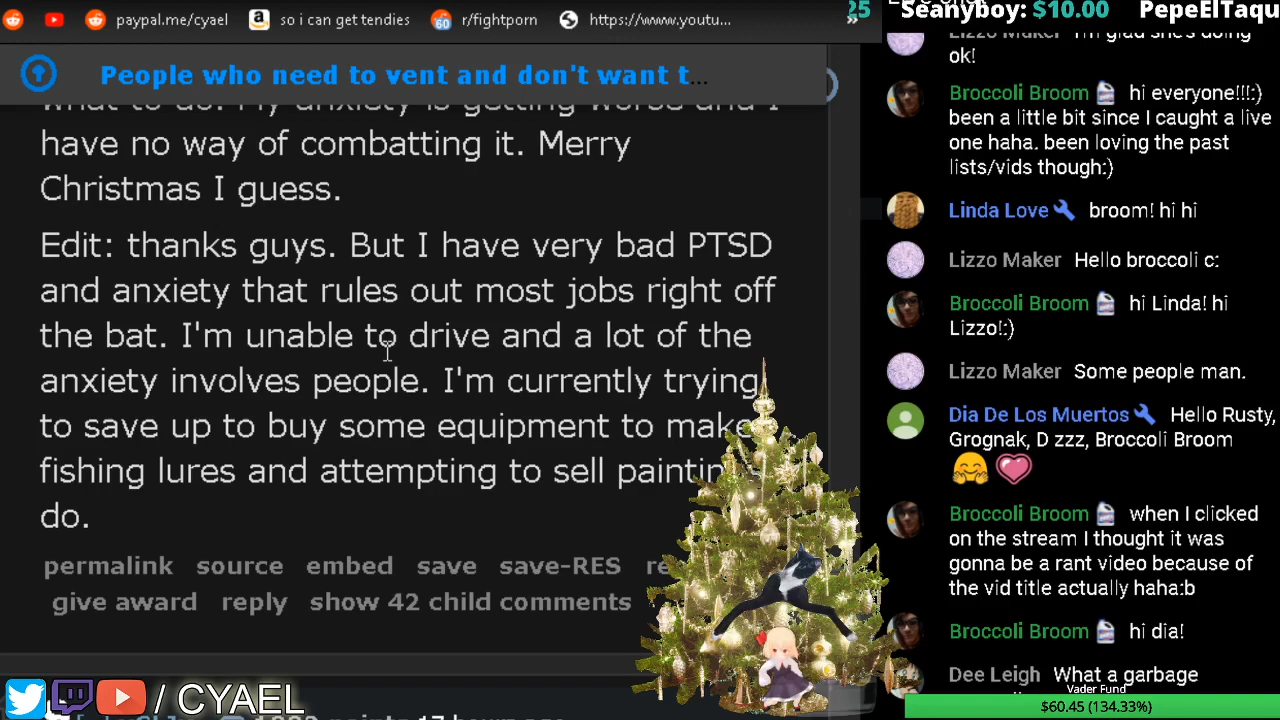 paypal.me/cyael so i can get tendies r/fightporn https://www.youtu... »
People who need to vent and don't want t...
have no way of combatting it. Merry
Christmas I guess.
Edit: thanks guys. But I have very bad PTSD
and anxiety that rules out most jobs right off
the bat. I'm unable to drive and a lot of the
anxiety involves people. I'm currently trying
to save up to buy some equipment to make
fishing lures and attempting to sell
do.
permalink source embed save save-RES
give award reply show 42 child comments
/ CYAEL
25 Seanyboy: $10.00 PepeElTaqu
Lizzo Maker I'm glad she's doing
ok!
Broccoli Broom hi everyone!!!:)
been a little bit since I caught a live
one haha. been loving the past
lists/vids though:)
Linda Love broom! hi hi
Lizzo Maker Hello broccoli c:
Broccoli Broom hi Linda! hi
Lizzo!:)
Lizzo Maker Some people man.
Dia De Los Muertos Hello Rusty,
Grognak, D zzz, Broccoli Broom
Broccoli Broom when I clicked
on the stream I thought it was
gonna be a rant video because of
the vid title actually haha:b
Broccoli Broom hi dia!
Dee Leigh What a garbage
Vader Fund
$60.45 (134.33%)